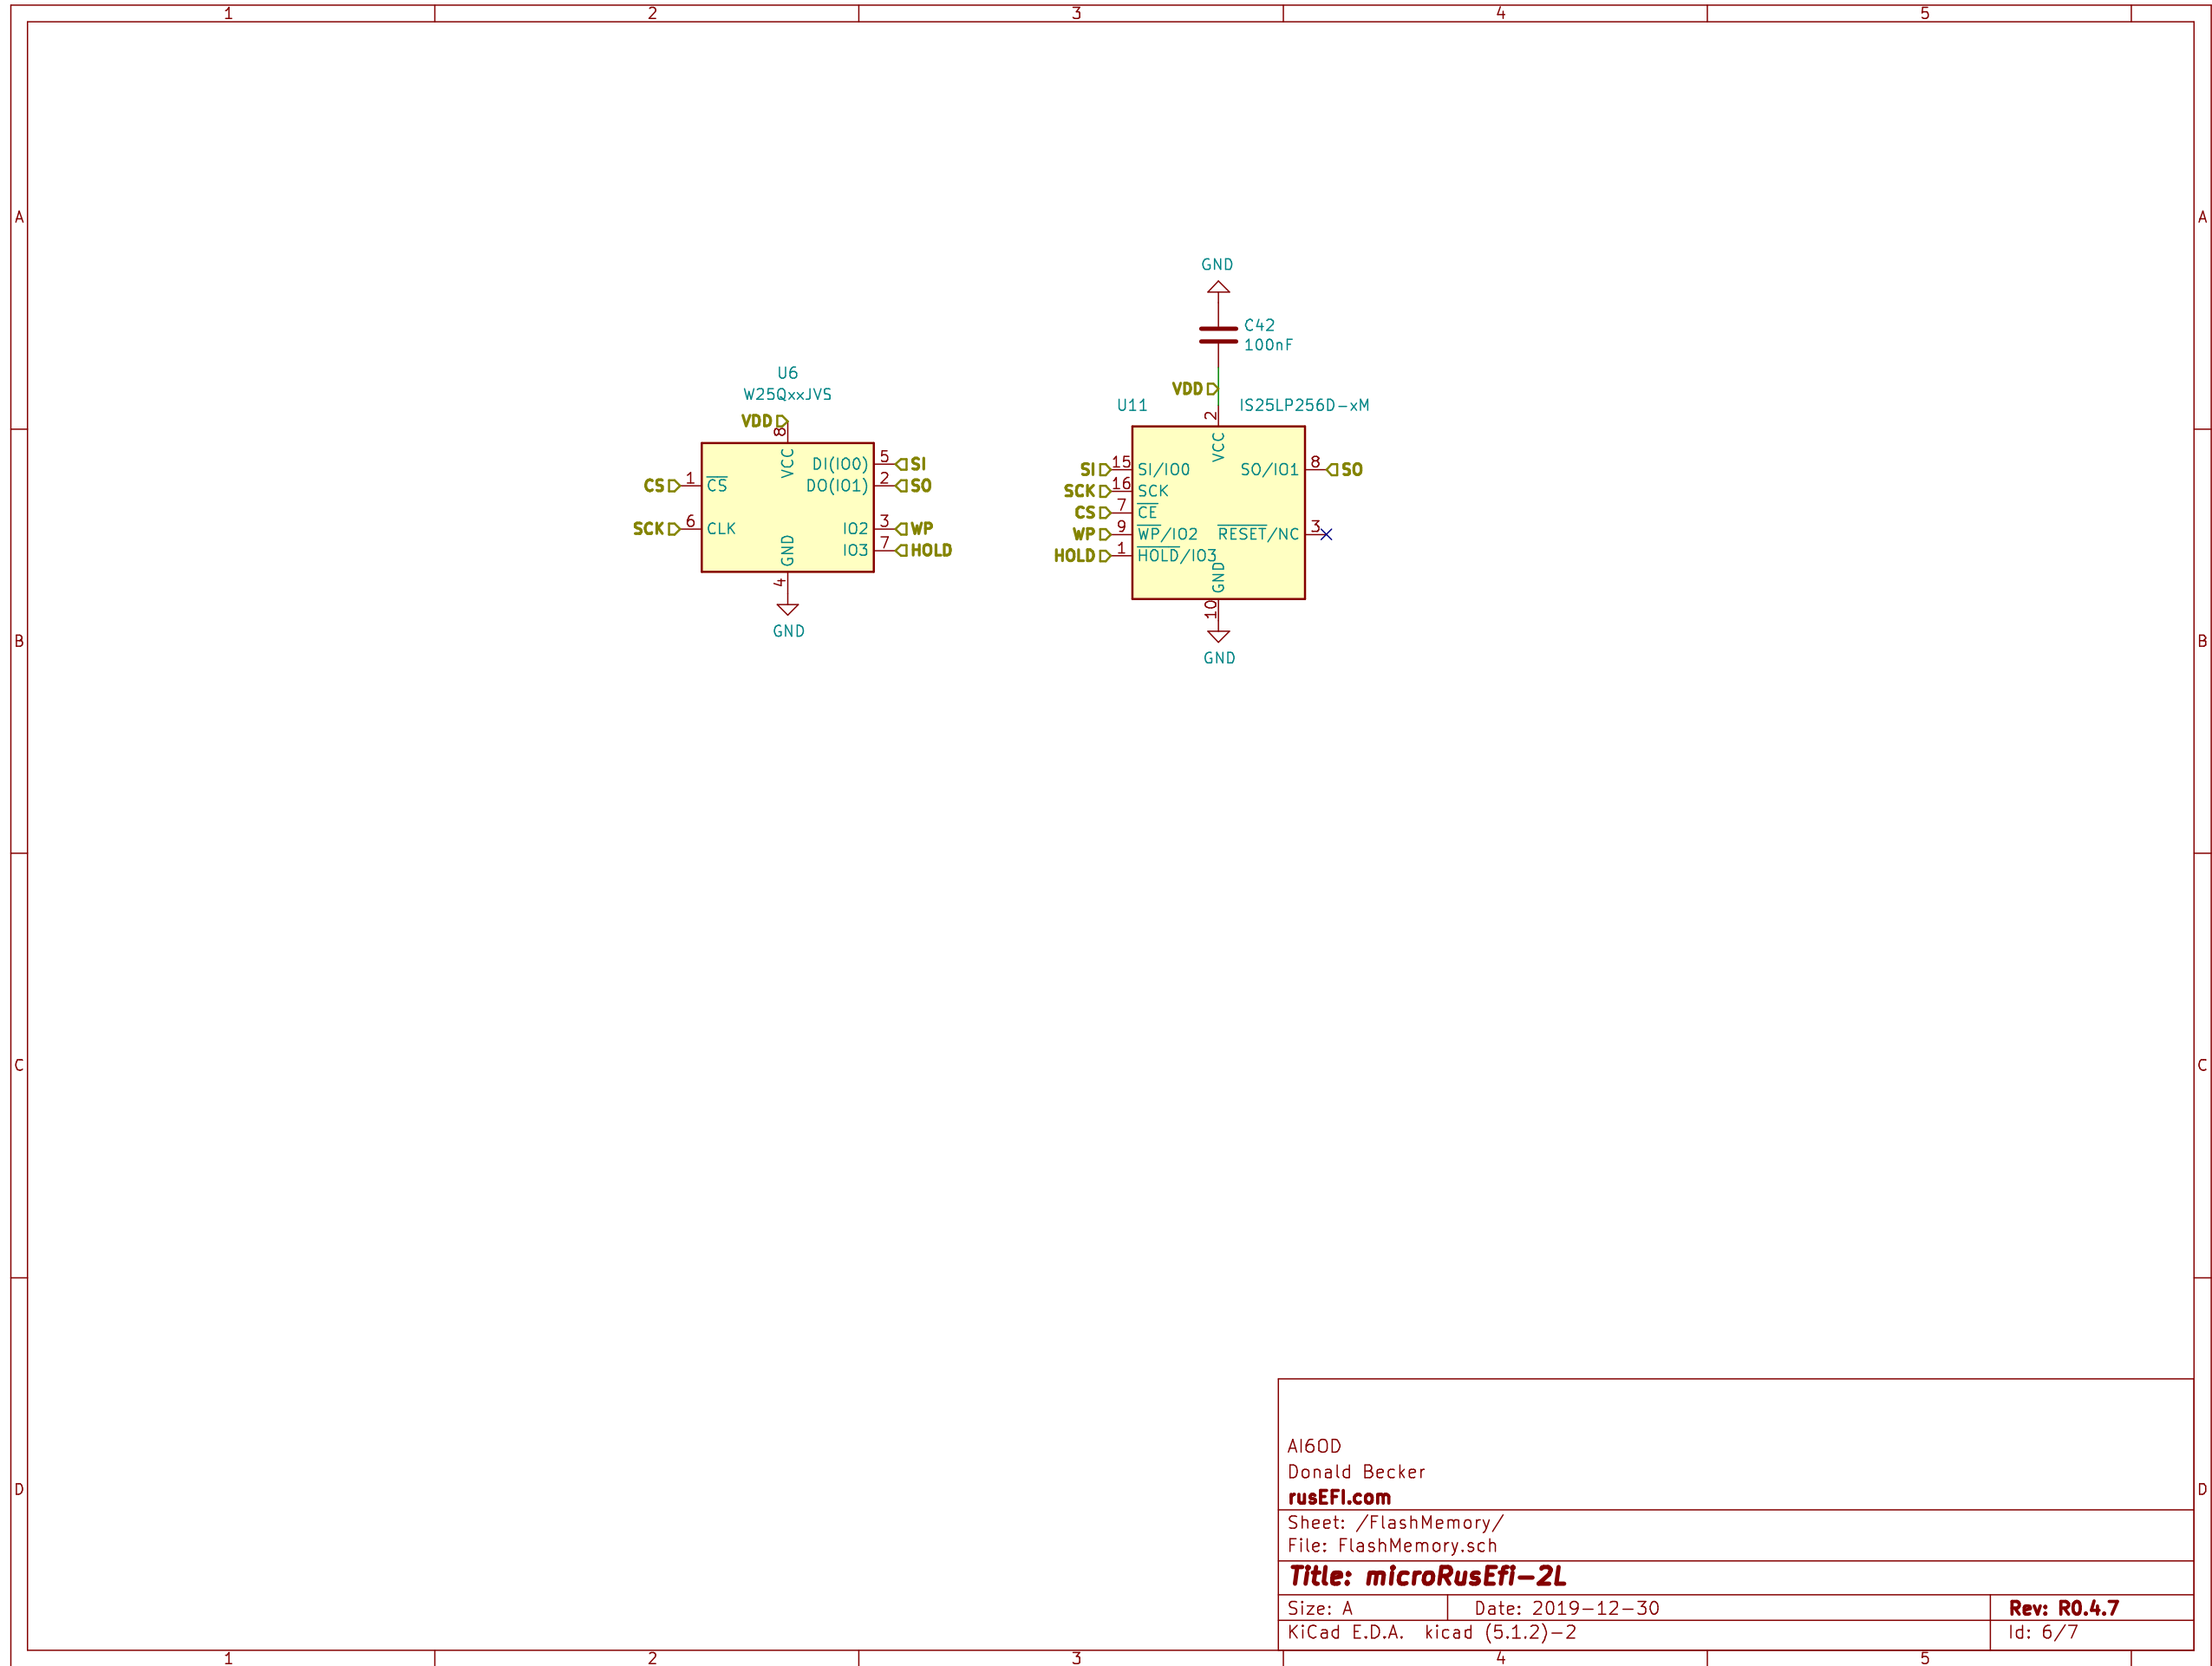 1 2 3 4 5
A A
GND
C42
100nF
U6
W25QxxJVS
VDD
8
VCC
DI(IO0) 5 SI
CS 1 CS
DO(IO1) 2 SO
SCK 6 CLK
IO2 3 WP
IO3 7 HOLD
GND
4
GND
VDD
U11 IS25LP256D-xM
2
VCC
SI 15 SI/IO0
SO/IO1 8 SO
SCK 16 SCK
CS 7 CE
WP 9 WP/IO2
RESET/NC 3
HOLD 1 HOLD/IO3
GND
10
GND
B B
C C
D D
AI6OD
Donald Becker
rusEFI.com
Sheet: /FlashMemory/
File: FlashMemory.sch
Title: microRusEfi-2L
Size: A Date: 2019-12-30 Rev: R0.4.7
KiCad E.D.A. kicad (5.1.2)-2 Id: 6/7
1 2 3 4 5